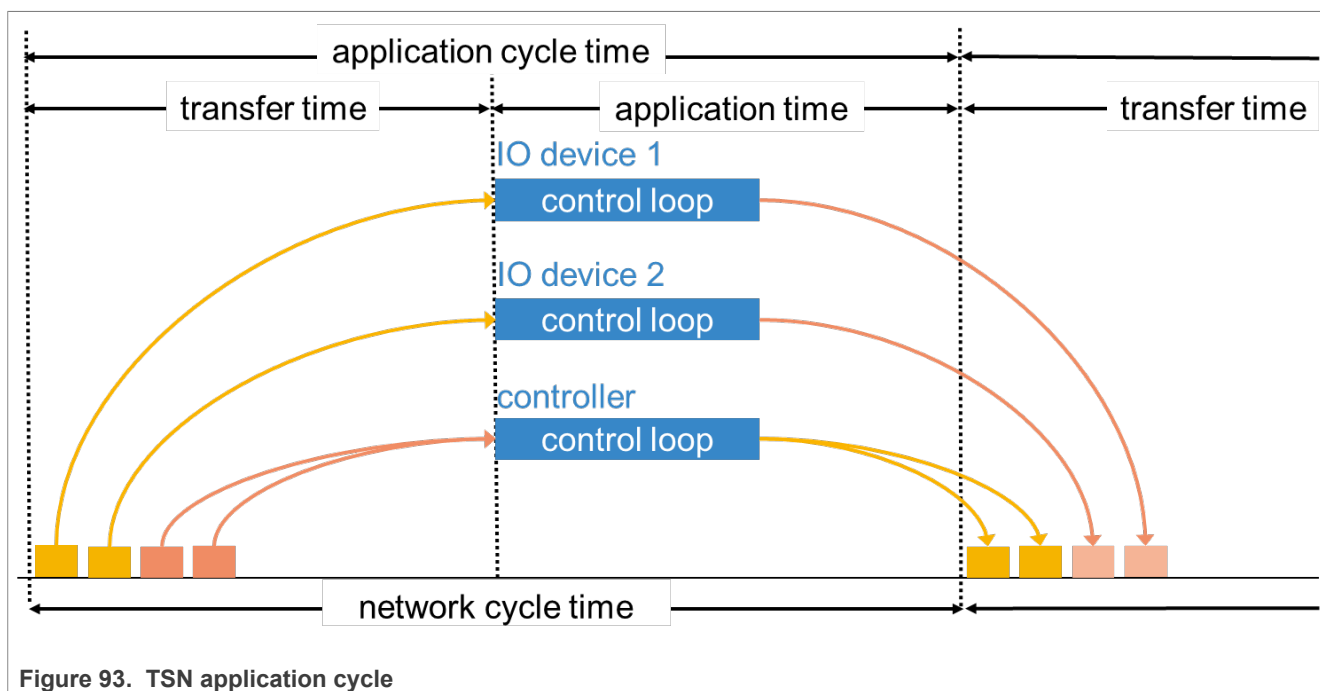 application cycle time
transfer time
application time
transfer time
IO device 1
control loop
IO device 2
control loop
controller
control loop
network cycle time
Figure 93. TSN application cycle